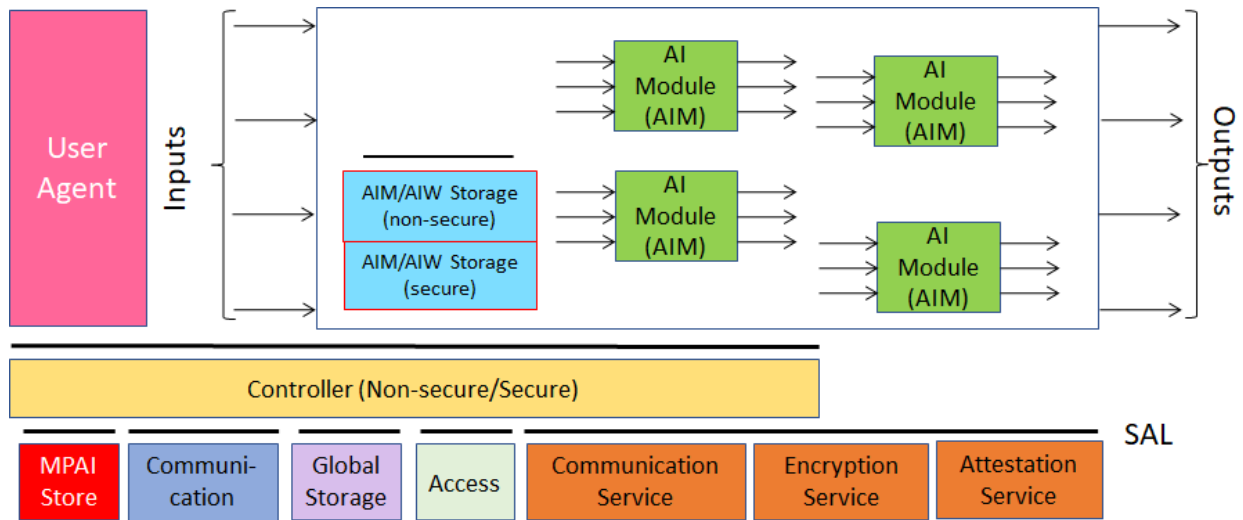 User
Agent
Inputs
AI
Module
(AIM)
AI
Module
(AIM)
AIM/AIW Storage
(non-secure)
AIM/AIW Storage
(secure)
AI
Module
(AIM)
AI
Module
(AIM)
Outputs
Controller (Non-secure/Secure)
SAL
MPAI
Store
Communi-
cation
Global
Storage
Access
Communication
Service
Encryption
Service
Attestation
Service